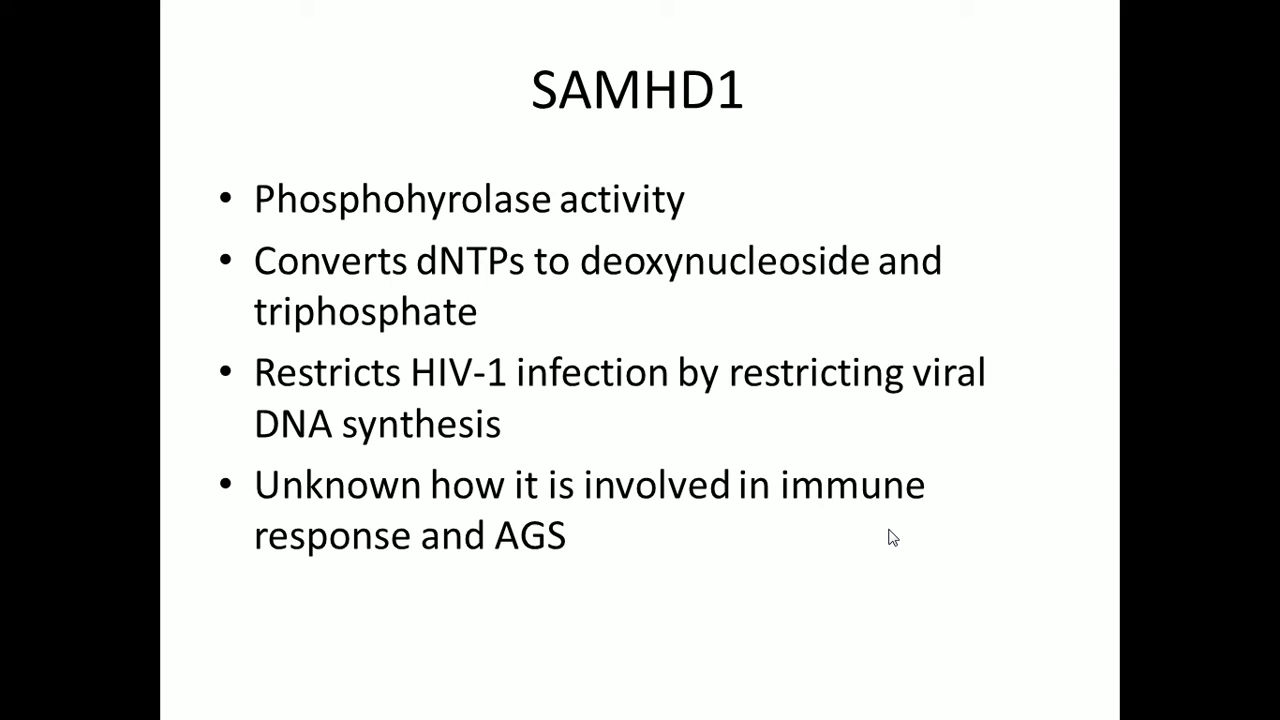 SAMHD1
• Phosphohyrolase activity
• Converts dNTPs to deoxynucleoside and
triphosphate
• Restricts HIV-1 infection by restricting viral
DNA synthesis
• Unknown how it is involved in immune
response and AGS